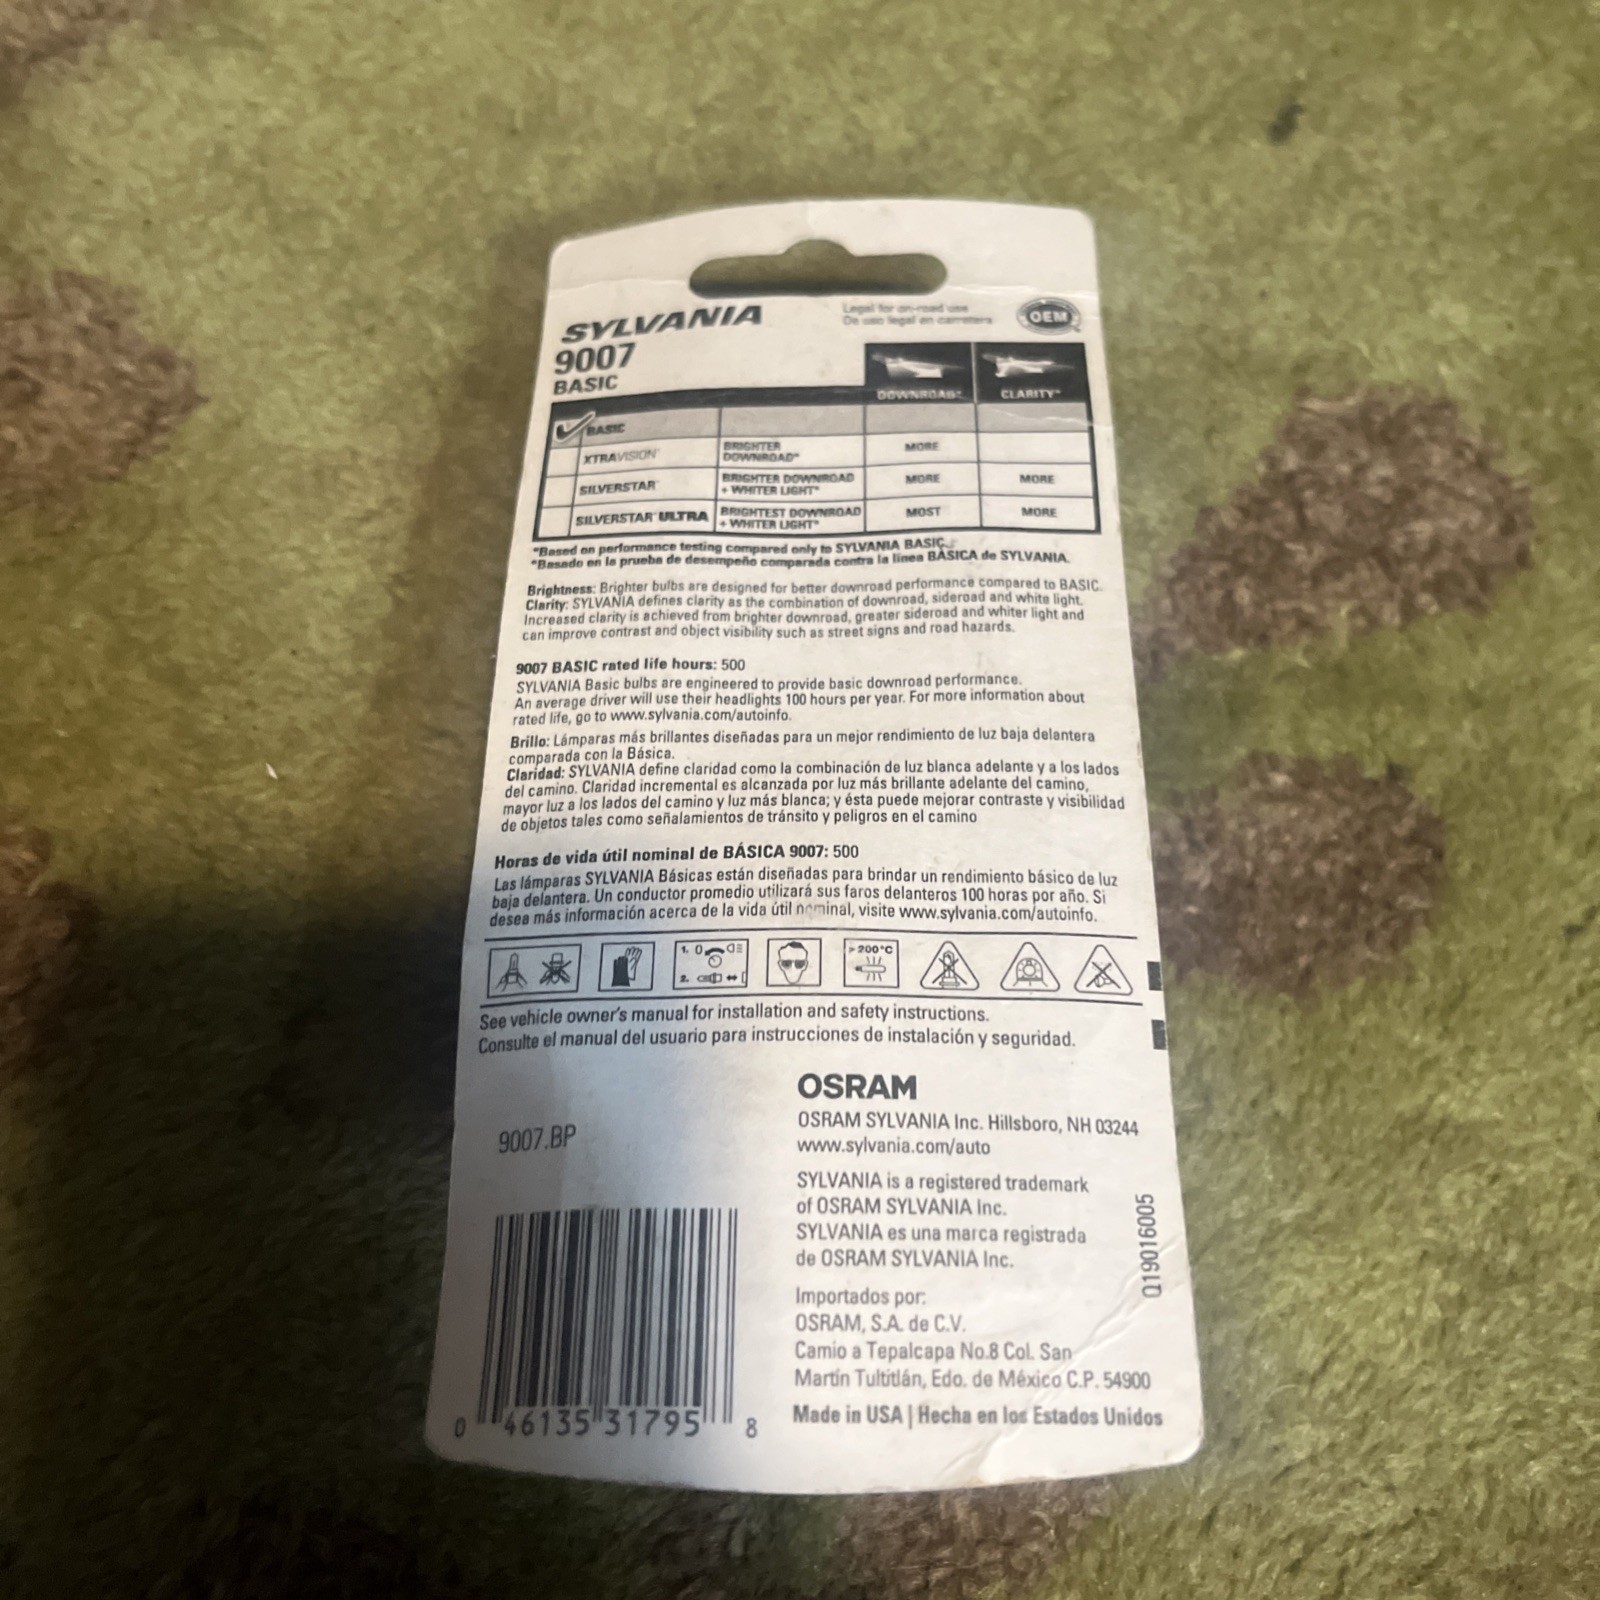 SYLVANIA
9007
BASIC
Legal for on-road use
De uso legal en carretera
OEM
DOWNROAD* CLARITY*
BASIC
XTRAVISION BRIGHTER DOWNROAD* MORE
SILVERSTAR BRIGHTER DOWNROAD + WHITER LIGHT* MORE MORE
SILVERSTAR ULTRA BRIGHTEST DOWNROAD + WHITER LIGHT* MOST MORE
*Based on performance testing compared only to SYLVANIA BASIC.
*Basado en la prueba de desempeño comparada contra la línea BÁSICA de SYLVANIA.
Brightness: Brighter bulbs are designed for better downroad performance compared to BASIC.
Clarity: SYLVANIA defines clarity as the combination of downroad, sideroad and white light.
Increased clarity is achieved from brighter downroad, greater sideroad and whiter light and
can improve contrast and object visibility such as street signs and road hazards.
9007 BASIC rated life hours: 500
SYLVANIA Basic bulbs are engineered to provide basic downroad performance.
An average driver will use their headlights 100 hours per year. For more information about
rated life, go to www.sylvania.com/autoinfo.
Brillo: Lámparas más brillantes diseñadas para un mejor rendimiento de luz baja delantera
comparada con la Básica.
Claridad: SYLVANIA define claridad como la combinación de luz blanca adelante y a los lados
del camino. Claridad incremental es alcanzada por luz más brillante adelante del camino,
mayor luz a los lados del camino y luz más blanca; y ésta puede mejorar contraste y visibilidad
de objetos tales como señalamientos de tránsito y peligros en el camino
Horas de vida útil nominal de BÁSICA 9007: 500
Las lámparas SYLVANIA Básicas están diseñadas para brindar un rendimiento básico de luz
baja delantera. Un conductor promedio utilizará sus faros delanteros 100 horas por año. Si
desea más información acerca de la vida útil nominal, visite www.sylvania.com/autoinfo.
1. 0
2.
>200°C
See vehicle owner's manual for installation and safety instructions.
Consulte el manual del usuario para instrucciones de instalación y seguridad.
OSRAM
OSRAM SYLVANIA Inc. Hillsboro, NH 03244
www.sylvania.com/auto
9007.BP
SYLVANIA is a registered trademark
of OSRAM SYLVANIA Inc.
SYLVANIA es una marca registrada
de OSRAM SYLVANIA Inc.
Q19016005
Importados por:
OSRAM, S.A. de C.V.
Camio a Tepalcapa No.8 Col. San
Martín Tultitlán, Edo. de México C.P. 54900
Made in USA | Hecha en los Estados Unidos
0 46135 31795 8